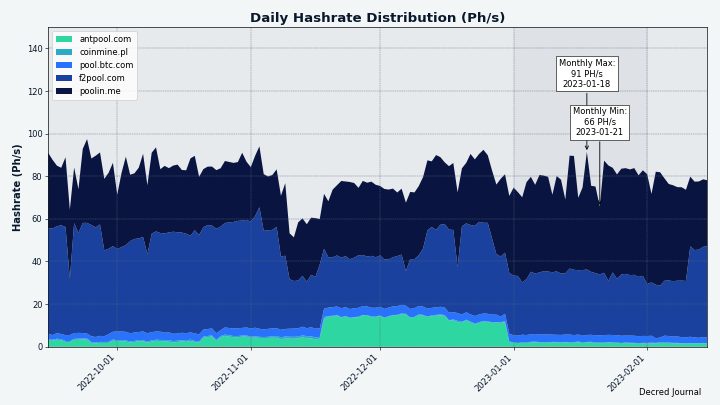 Daily Hashrate Distribution (Ph/s)
antpool.com
coinmine.pl
pool.btc.com
f2pool.com
poolin.me
Monthly Max:
91 PH/s
2023-01-18
Monthly Min:
66 PH/s
2023-01-21
Hashrate (Ph/s)
140
120
100
80
60
40
20
0
2022-10-01
2022-11-01
2022-12-01
2023-01-01
2023-02-01
Decred Journal